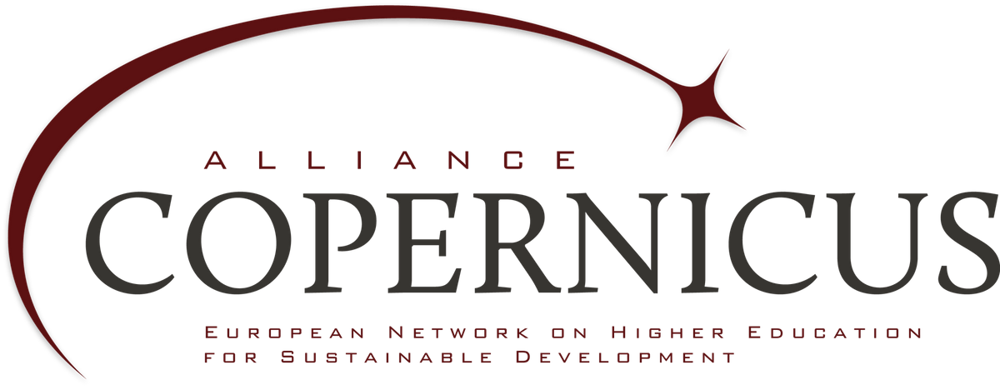 ALLIANCE
COPERNICUS
European Network on Higher Education
for Sustainable Development